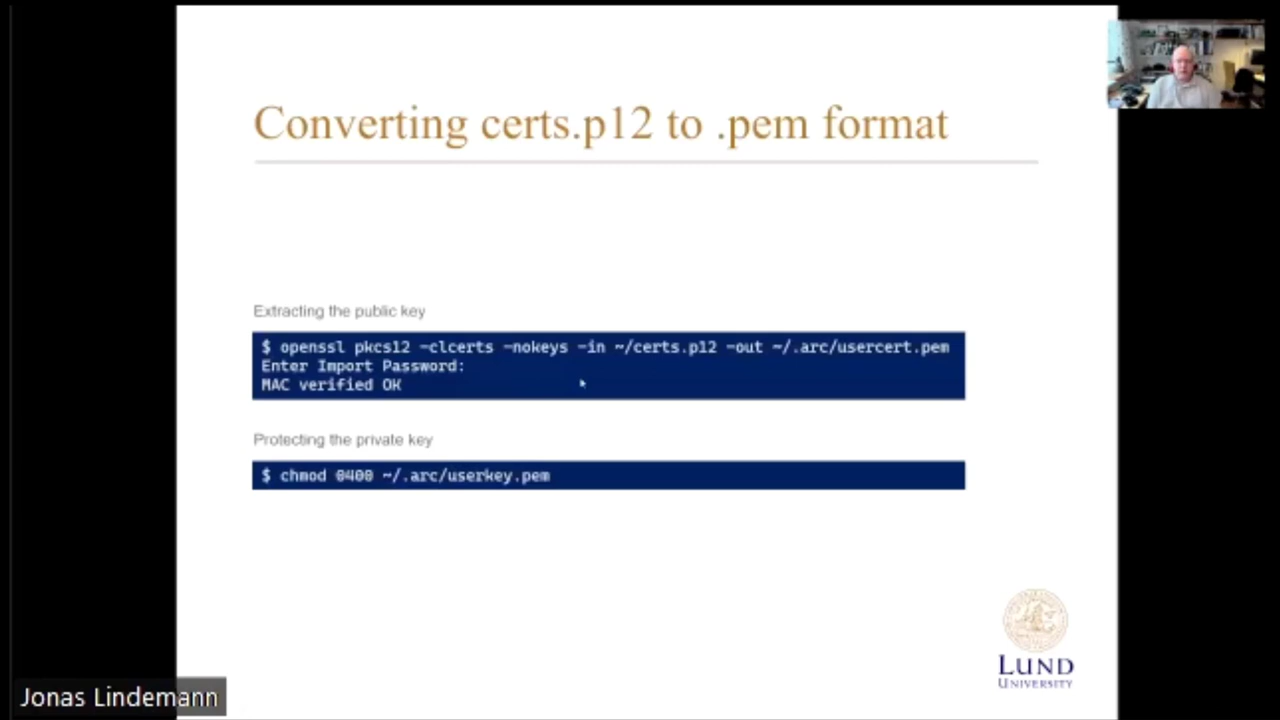 Converting certs.p12 to .pem format
Extracting the public key
$ openssl pkcs12 -clcerts -nokeys -in ~/certs.p12 -out ~/.arc/usercert.pem
Enter Import Password:
MAC verified OK
Protecting the private key
$ chmod 0400 ~/.arc/userkey.pem
LUND
UNIVERSITY
Jonas Lindemann